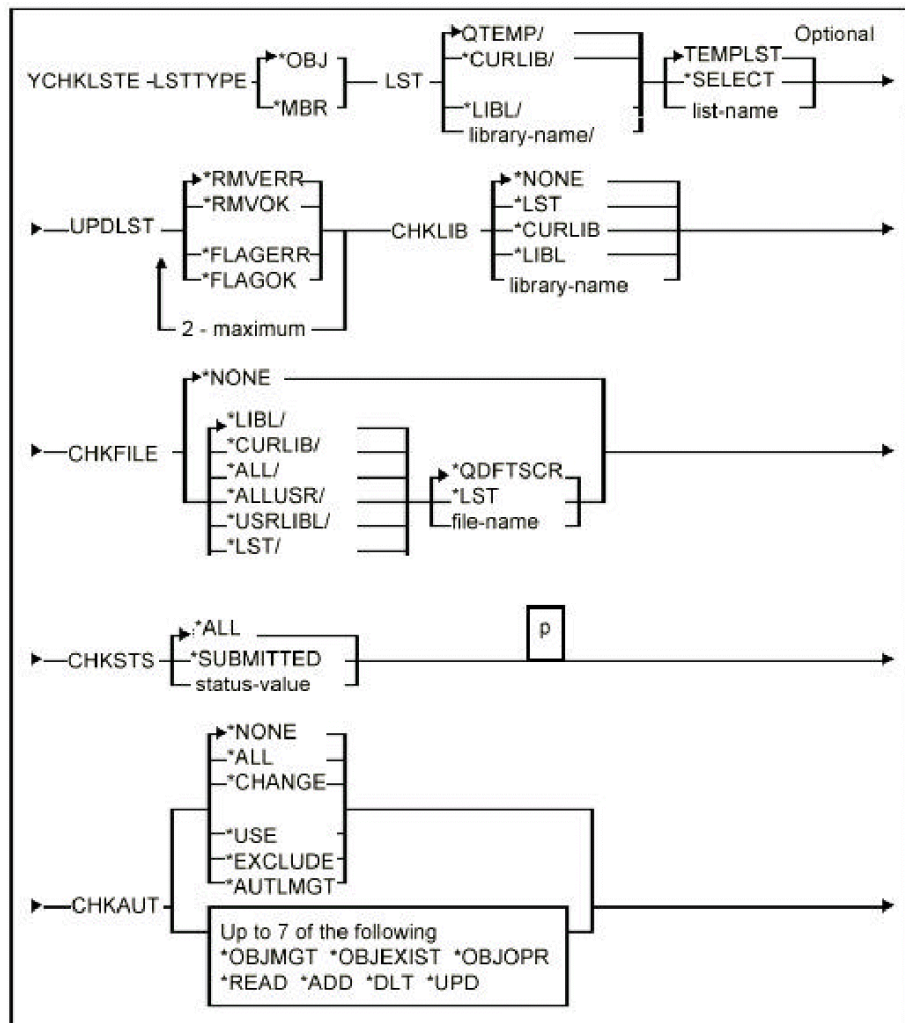 Optional
YCHKLSTE -LSTTYPE *OBJ LST QTEMP/ TEMPLST
*MBR *CURLIB/ *SELECT
*LIBL/ list-name
library-name/
UPDLST *RMVERR CHKLIB *NONE
*RMVOK *LST
*FLAGERR *CURLIB
*FLAGOK *LIBL
2 - maximum library-name
CHKFILE *NONE
*LIBL/
*CURLIB/
*ALL/ *QDFTSCR
*ALLUSR/ *LST
*USRLIBL/ file-name
*LST/
CHKSTS *ALL p
*SUBMITTED
status-value
CHKAUT *NONE
*ALL
*CHANGE
*USE
*EXCLUDE
*AUTLMGT
Up to 7 of the following
*OBJMGT *OBJEXIST *OBJOPR
*READ *ADD *DLT *UPD